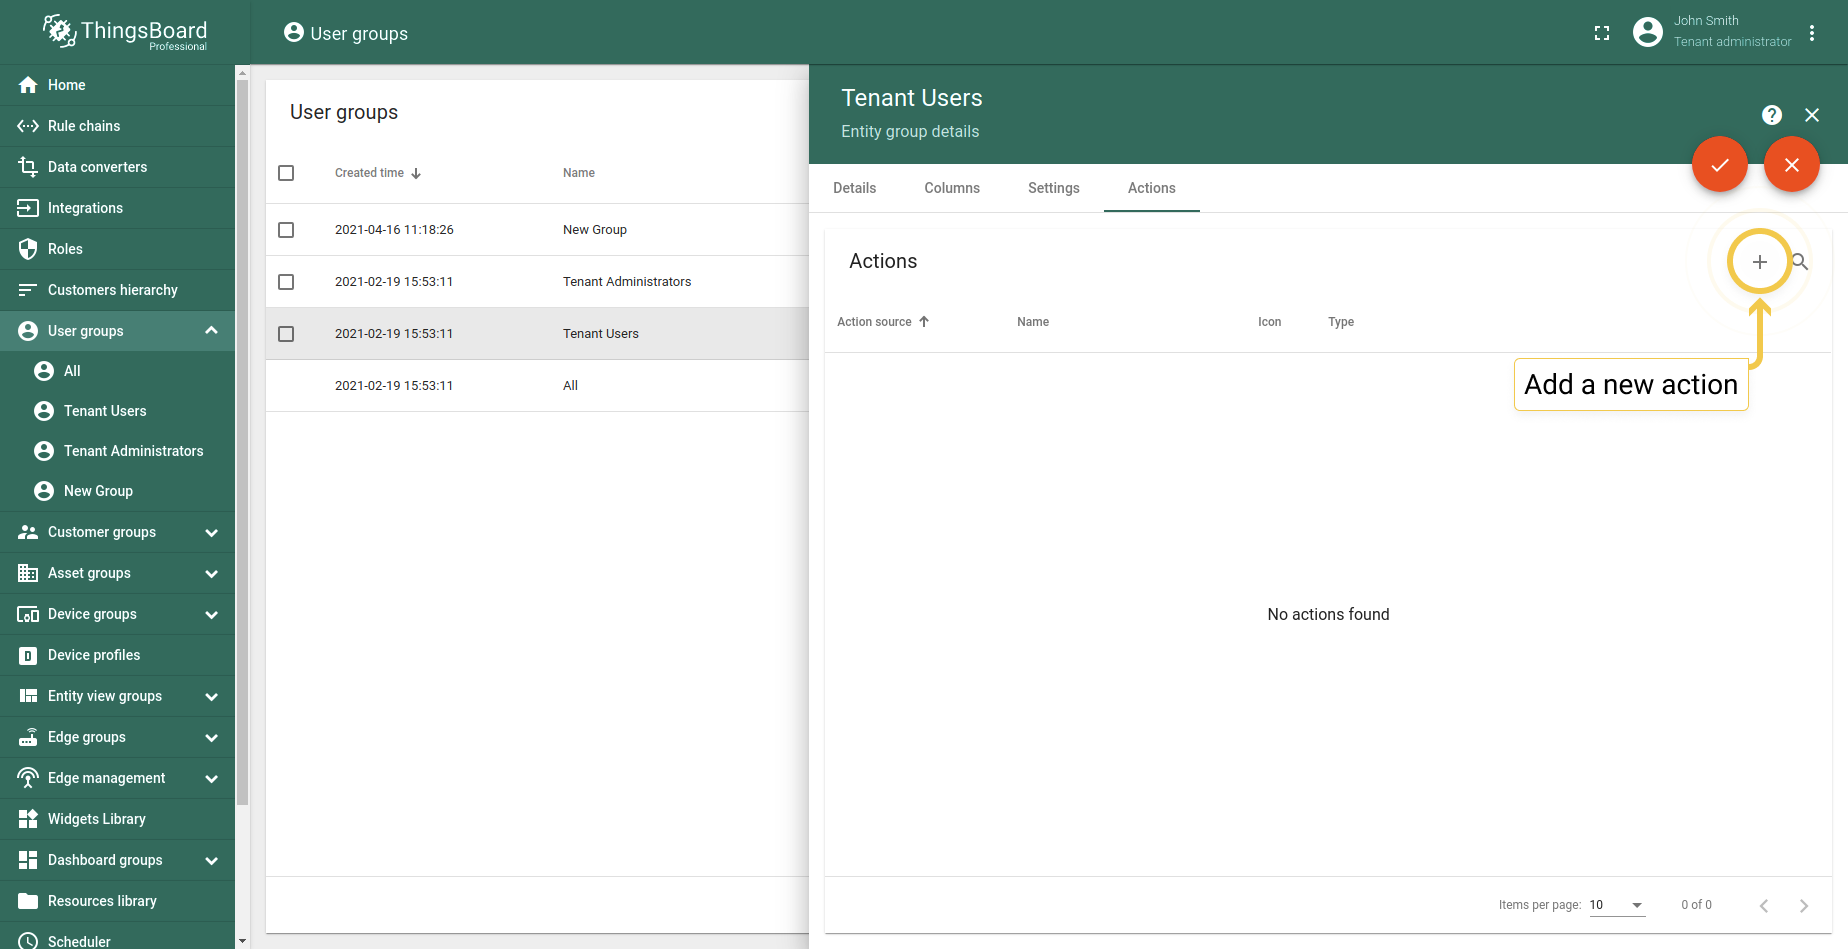 ThingsBoard
Professional
User groups
John Smith
Tenant administrator
Home
Rule chains
Data converters
Integrations
Roles
Customers hierarchy
User groups
All
Tenant Users
Tenant Administrators
New Group
Customer groups
Asset groups
Device groups
Device profiles
Entity view groups
Edge groups
Edge management
Widgets Library
Dashboard groups
Resources library
Scheduler
User groups
Created time Name
2021-04-16 11:18:26 New Group
2021-02-19 15:53:11 Tenant Administrators
2021-02-19 15:53:11 Tenant Users
2021-02-19 15:53:11 All
Tenant Users
Entity group details
Details Columns Settings Actions
Actions
Action source Name Icon Type
Add a new action
No actions found
Items per page: 10 0 of 0